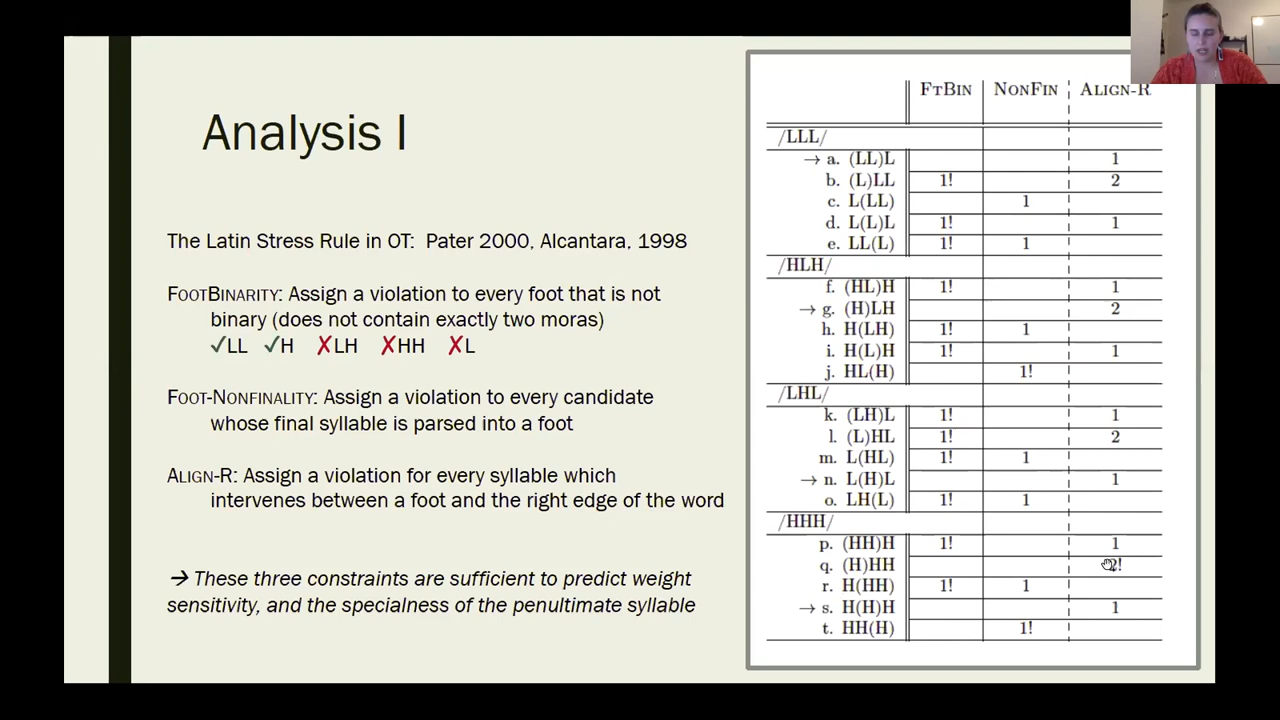 Analysis I
The Latin Stress Rule in OT: Pater 2000, Alcantara, 1998
FOOTBINARITY: Assign a violation to every foot that is not
binary (does not contain exactly two moras)
✓LL ✓H ✗LH ✗HH ✗L
FOOT-NONFINALITY: Assign a violation to every candidate
whose final syllable is parsed into a foot
ALIGN-R: Assign a violation for every syllable which
intervenes between a foot and the right edge of the word
→ These three constraints are sufficient to predict weight
sensitivity, and the specialness of the penultimate syllable
FTBIN NONFIN ALIGN-R
/LLL/
→ a. (LL)L 1
b. (L)LL 1! 2
c. L(LL) 1
d. L(L)L 1! 1
e. LL(L) 1! 1
/HLH/
f. (HL)H 1! 1
→ g. (H)LH 2
h. H(LH) 1! 1
i. H(L)H 1! 1
j. HL(H) 1!
/LHL/
k. (LH)L 1! 1
l. (L)HL 1! 2
m. L(HL) 1! 1
→ n. L(H)L 1
o. LH(L) 1! 1
/HHH/
p. (HH)H 1! 1
q. (H)HH 2!
r. H(HH) 1! 1
→ s. H(H)H 1
t. HH(H) 1!